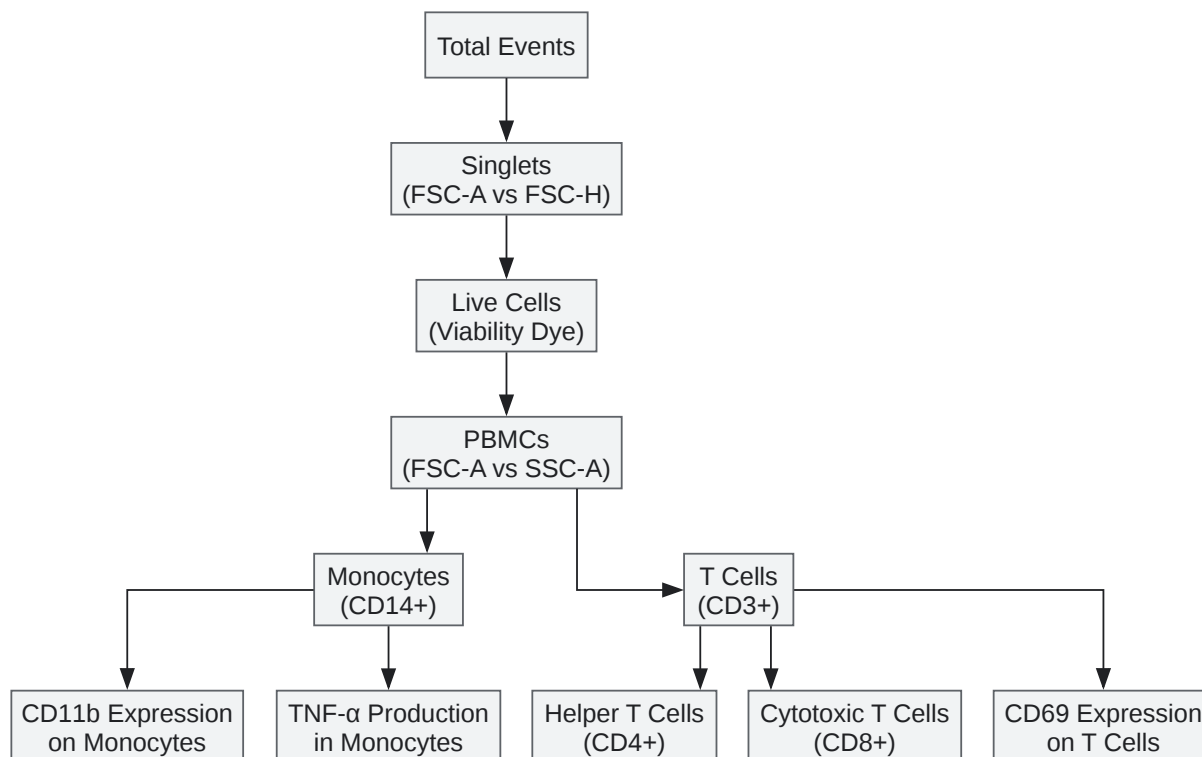 Total Events
Singlets
(FSC-A vs FSC-H)
Live Cells
(Viability Dye)
PBMCs
(FSC-A vs SSC-A)
Monocytes
(CD14+)
T Cells
(CD3+)
CD11b Expression
on Monocytes
TNF-α Production
in Monocytes
Helper T Cells
(CD4+)
Cytotoxic T Cells
(CD8+)
CD69 Expression
on T Cells